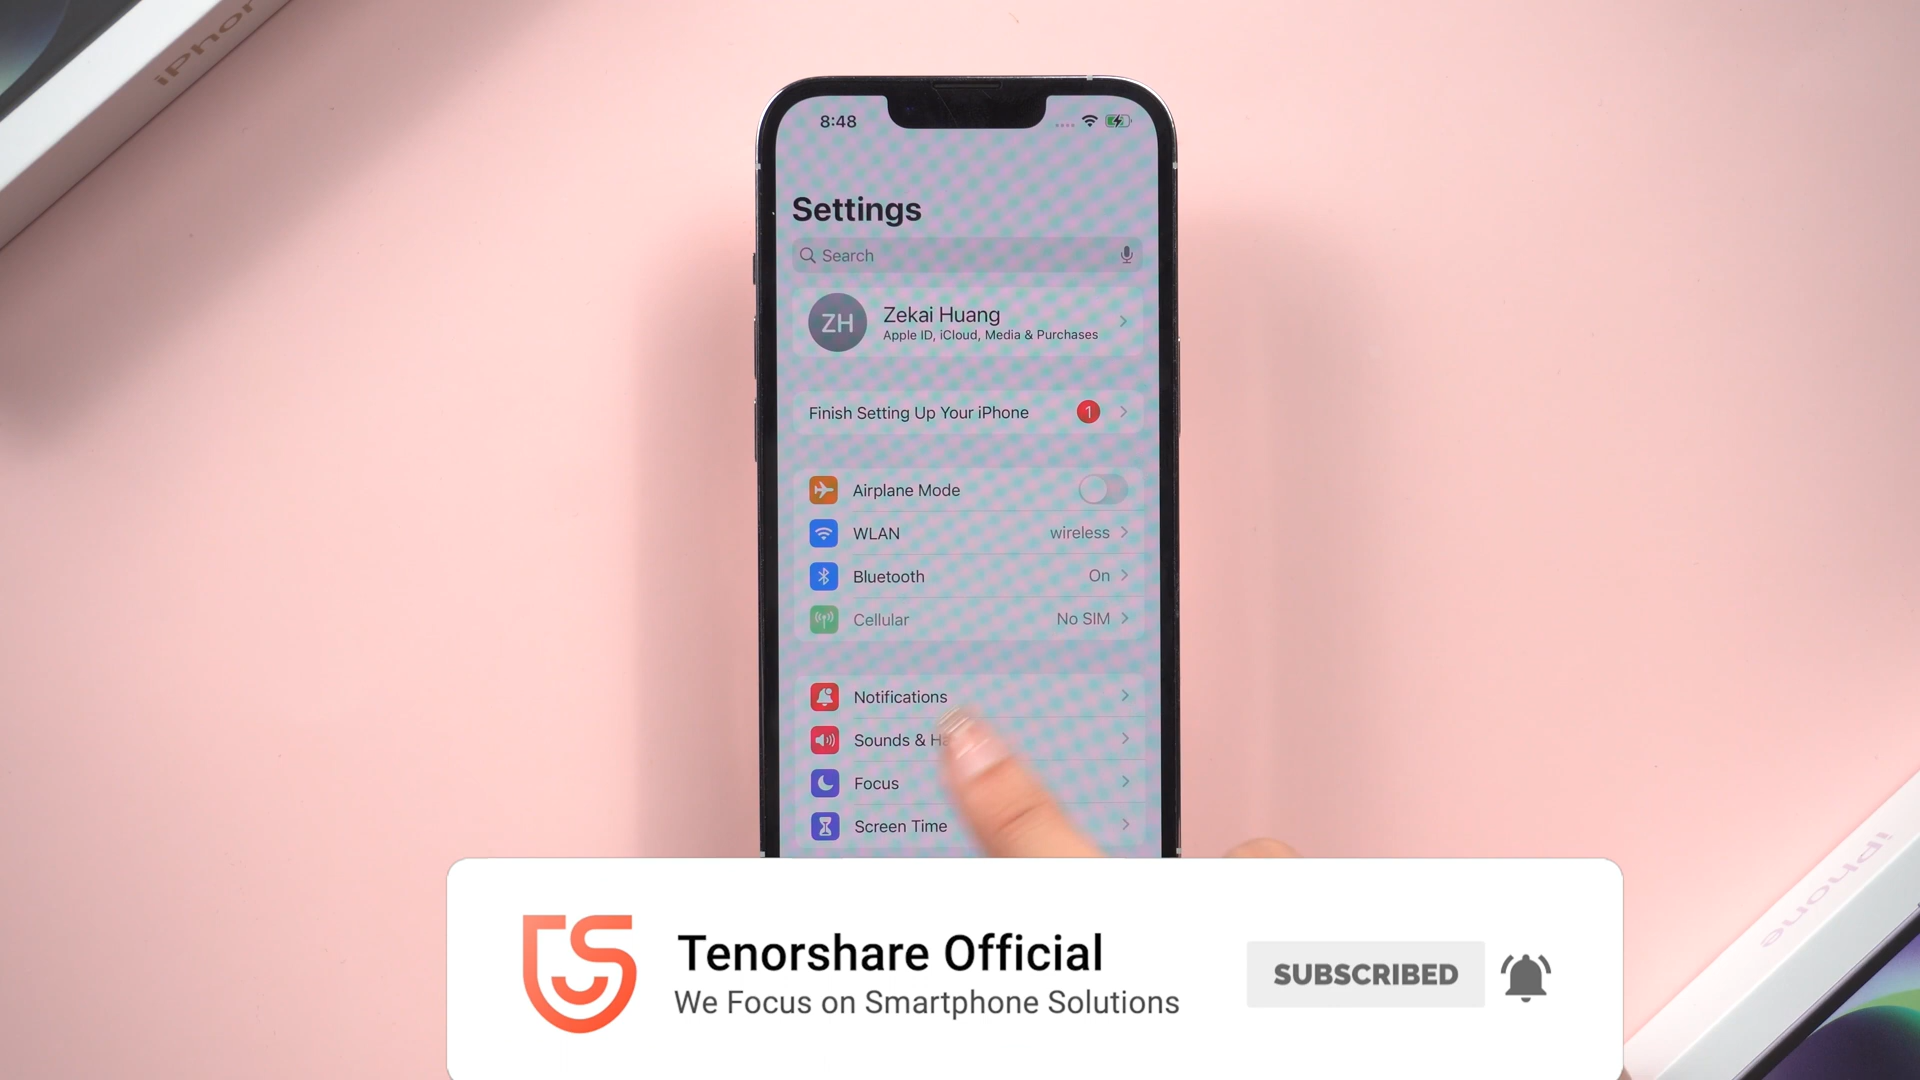 iPhone
8:48
Settings
Search
ZH
Zekai Huang
Apple ID, iCloud, Media & Purchases
Finish Setting Up Your iPhone
1
Airplane Mode
WLAN
wireless
Bluetooth
On
Cellular
No SIM
Notifications
Sounds &
Focus
Screen Time
iPhone
Tenorshare Official
We Focus on Smartphone Solutions
SUBSCRIBED